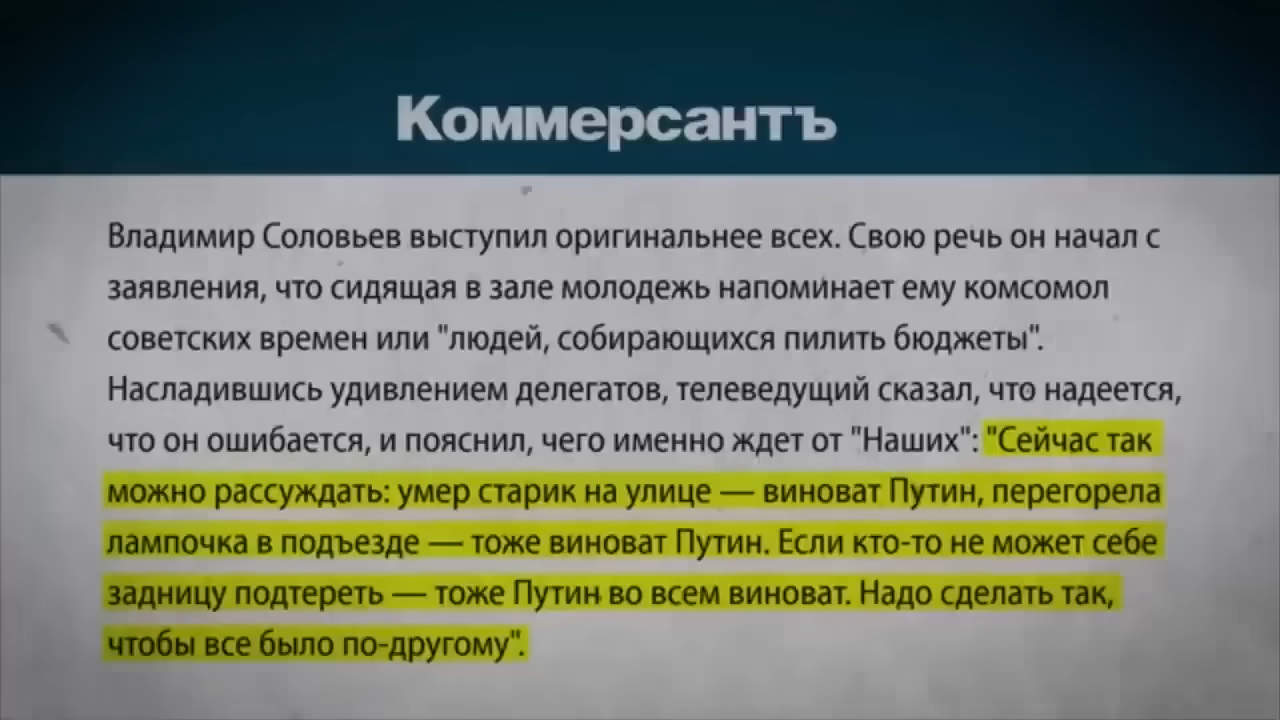 Коммерсантъ
Владимир Соловьев выступил оригинальнее всех. Свою речь он начал с
заявления, что сидящая в зале молодежь напоминает ему комсомол
советских времен или "людей, собирающихся пилить бюджеты".
Насладившись удивлением делегатов, телеведущий сказал, что надеется,
что он ошибается, и пояснил, чего именно ждет от "Наших": "Сейчас так
можно рассуждать: умер старик на улице — виноват Путин, перегорела
лампочка в подъезде — тоже виноват Путин. Если кто-то не может себе
задницу подтереть — тоже Путин во всем виноват. Надо сделать так,
чтобы все было по-другому".